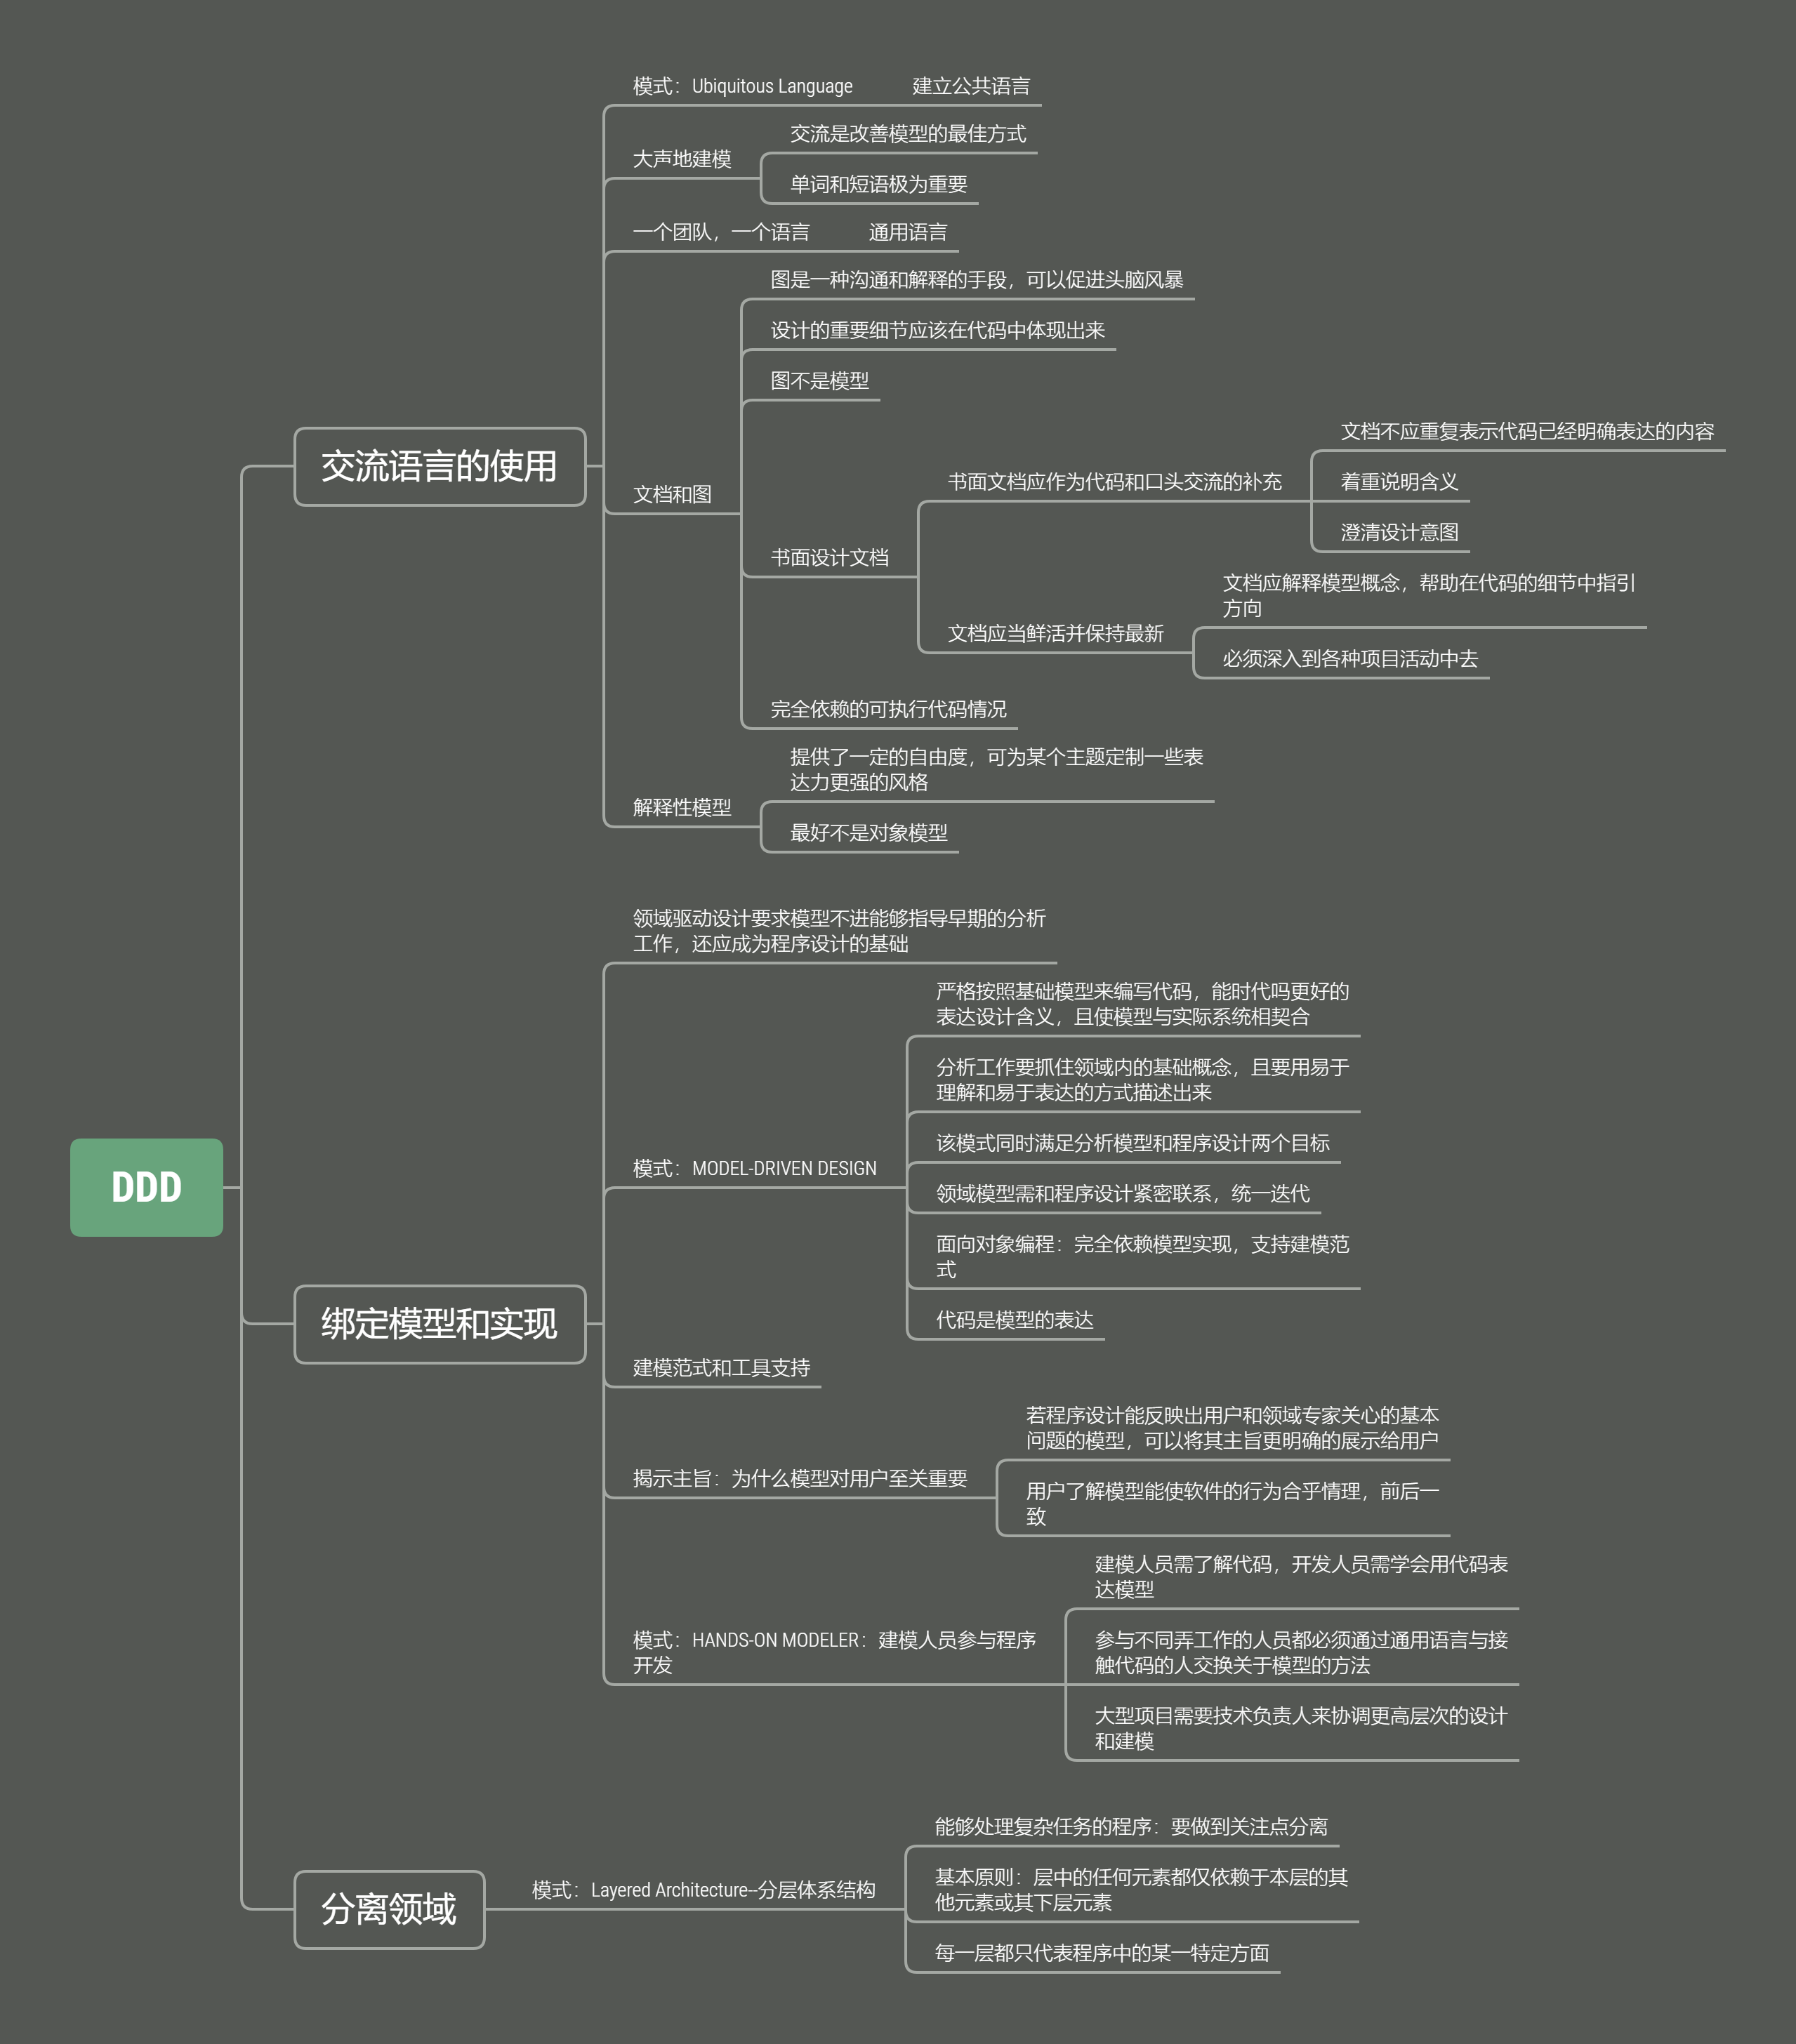 DDD
交流语言的使用
模式：Ubiquitous Language
建立公共语言
大声地建模
交流是改善模型的最佳方式
单词和短语极为重要
一个团队，一个语言
通用语言
文档和图
图是一种沟通和解释的手段，可以促进头脑风暴
设计的重要细节应该在代码中体现出来
图不是模型
书面设计文档
书面文档应作为代码和口头交流的补充
文档不应重复表示代码已经明确表达的内容
着重说明含义
澄清设计意图
文档应当鲜活并保持最新
文档应解释模型概念，帮助在代码的细节中指引
方向
必须深入到各种项目活动中去
完全依赖的可执行代码情况
解释性模型
提供了一定的自由度，可为某个主题定制一些表
达力更强的风格
最好不是对象模型
绑定模型和实现
领域驱动设计要求模型不进能够指导早期的分析
工作，还应成为程序设计的基础
模式：MODEL-DRIVEN DESIGN
严格按照基础模型来编写代码，能时代吗更好的
表达设计含义，且使模型与实际系统相契合
分析工作要抓住领域内的基础概念，且要用易于
理解和易于表达的方式描述出来
该模式同时满足分析模型和程序设计两个目标
领域模型需和程序设计紧密联系，统一迭代
面向对象编程：完全依赖模型实现，支持建模范
式
代码是模型的表达
建模范式和工具支持
揭示主旨：为什么模型对用户至关重要
若程序设计能反映出用户和领域专家关心的基本
问题的模型，可以将其主旨更明确的展示给用户
用户了解模型能使软件的行为合乎情理，前后一
致
模式：HANDS-ON MODELER：建模人员参与程序
开发
建模人员需了解代码，开发人员需学会用代码表
达模型
参与不同弄工作的人员都必须通过通用语言与接
触代码的人交换关于模型的方法
大型项目需要技术负责人来协调更高层次的设计
和建模
分离领域
模式：Layered Architecture--分层体系结构
能够处理复杂任务的程序：要做到关注点分离
基本原则：层中的任何元素都仅依赖于本层的其
他元素或其下层元素
每一层都只代表程序中的某一特定方面